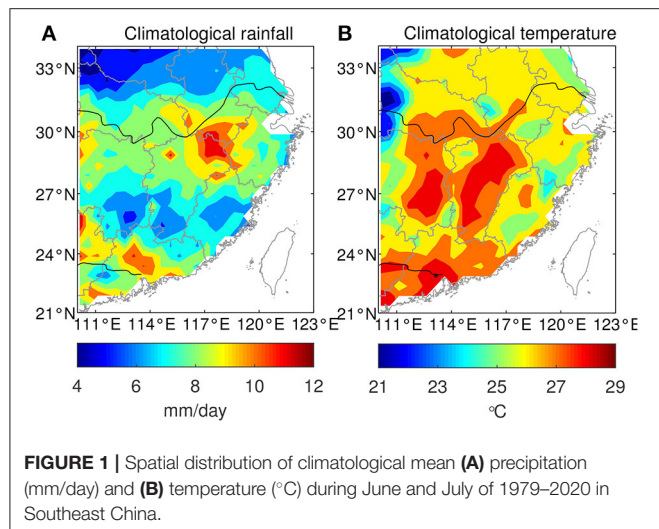 A Climatological rainfall
B Climatological temperature
33°N
30°N
27°N
24°N
21°N
111°E 114°E 117°E 120°E 123°E
33°N
30°N
27°N
24°N
21°N
111°E 114°E 117°E 120°E 123°E
4 6 8 10 12
mm/day
21 23 25 27 29
°C
FIGURE 1 | Spatial distribution of climatological mean (A) precipitation
(mm/day) and (B) temperature (°C) during June and July of 1979–2020 in
Southeast China.